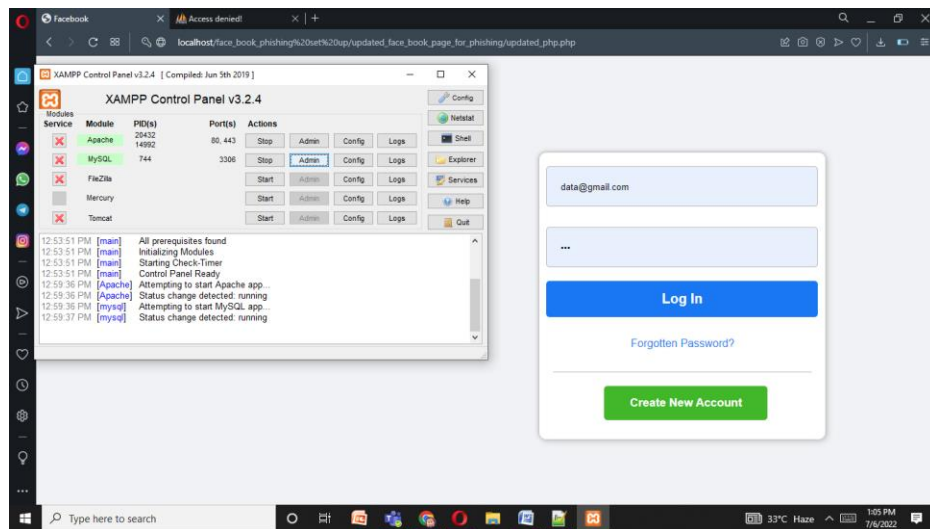 Facebook
Access denied!
localhost/face_book_phishing%20set%20up/updated_face_book_page_for_phishing/updated_php.php
XAMPP Control Panel v3.2.4 [ Compiled: Jun 5th 2019 ]
XAMPP Control Panel v3.2.4
Config
Modules
Service Module PID(s) Port(s) Actions
Netstat
Apache 20432 14992 80, 443 Stop Admin Config Logs
Shell
MySQL 744 3306 Stop Admin Config Logs
Explorer
FileZilla Start Admin Config Logs
Services
Mercury Start Admin Config Logs
Help
Tomcat Start Admin Config Logs
Quit
12:53:51 PM [main] All prerequisites found
12:53:51 PM [main] Initializing Modules
12:53:51 PM [main] Starting Check-Timer
12:53:51 PM [main] Control Panel Ready
12:59:36 PM [Apache] Attempting to start Apache app...
12:59:36 PM [Apache] Status change detected: running
12:59:36 PM [mysql] Attempting to start MySQL app...
12:59:37 PM [mysql] Status change detected: running
data@gmail.com
•••
Log In
Forgotten Password?
Create New Account
Type here to search
33°C Haze
1:05 PM
7/6/2022